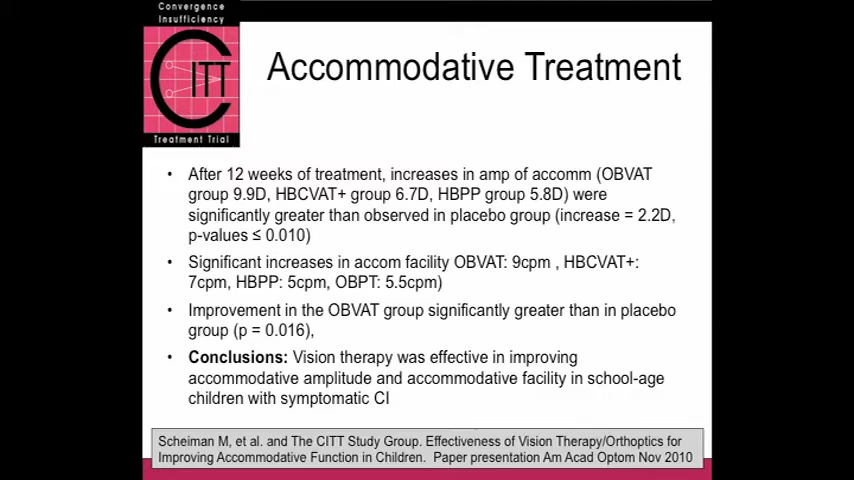 Convergence
Insufficiency
CITT
Treatment Trial
Accommodative Treatment
• After 12 weeks of treatment, increases in amp of accomm (OBVAT
group 9.9D, HBCVAT+ group 6.7D, HBPP group 5.8D) were
significantly greater than observed in placebo group (increase = 2.2D,
p-values ≤ 0.010)
• Significant increases in accom facility OBVAT: 9cpm , HBCVAT+:
7cpm, HBPP: 5cpm, OBPT: 5.5cpm)
• Improvement in the OBVAT group significantly greater than in placebo
group (p = 0.016),
• Conclusions: Vision therapy was effective in improving
accommodative amplitude and accommodative facility in school-age
children with symptomatic CI
Scheiman M, et al. and The CITT Study Group. Effectiveness of Vision Therapy/Orthoptics for
Improving Accommodative Function in Children.  Paper presentation Am Acad Optom Nov 2010